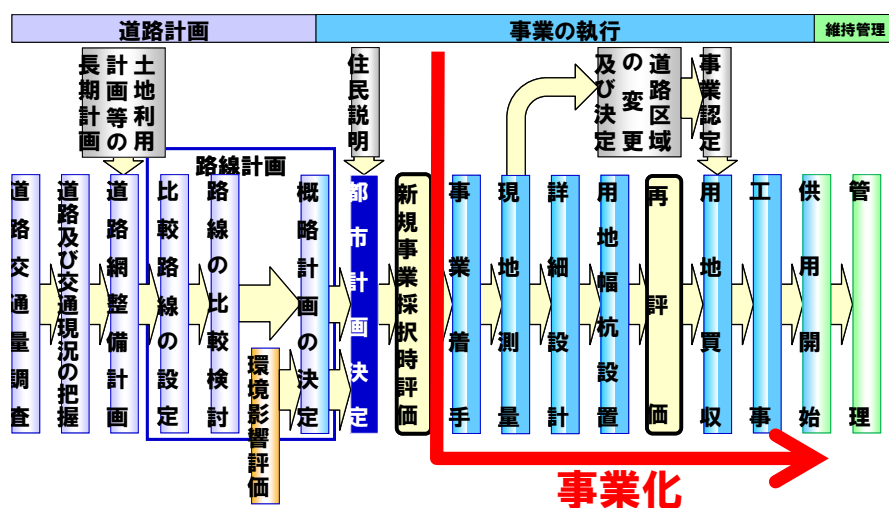 道路計画
事業の執行
維持管理
土地利用
計画等の
長期計画
住民説明
道路区域
の変更
及び決定
事業認定
路線計画
道路交通量調査
道路及び交通現況の把握
道路網整備計画
比較路線の設定
路線の比較検討
環境影響評価
概略計画の決定
都市計画決定
新規事業採択時評価
事業着手
現地測量
詳細設計
用地幅杭設置
再評価
用地買収
工事
供用開始
管理
事業化